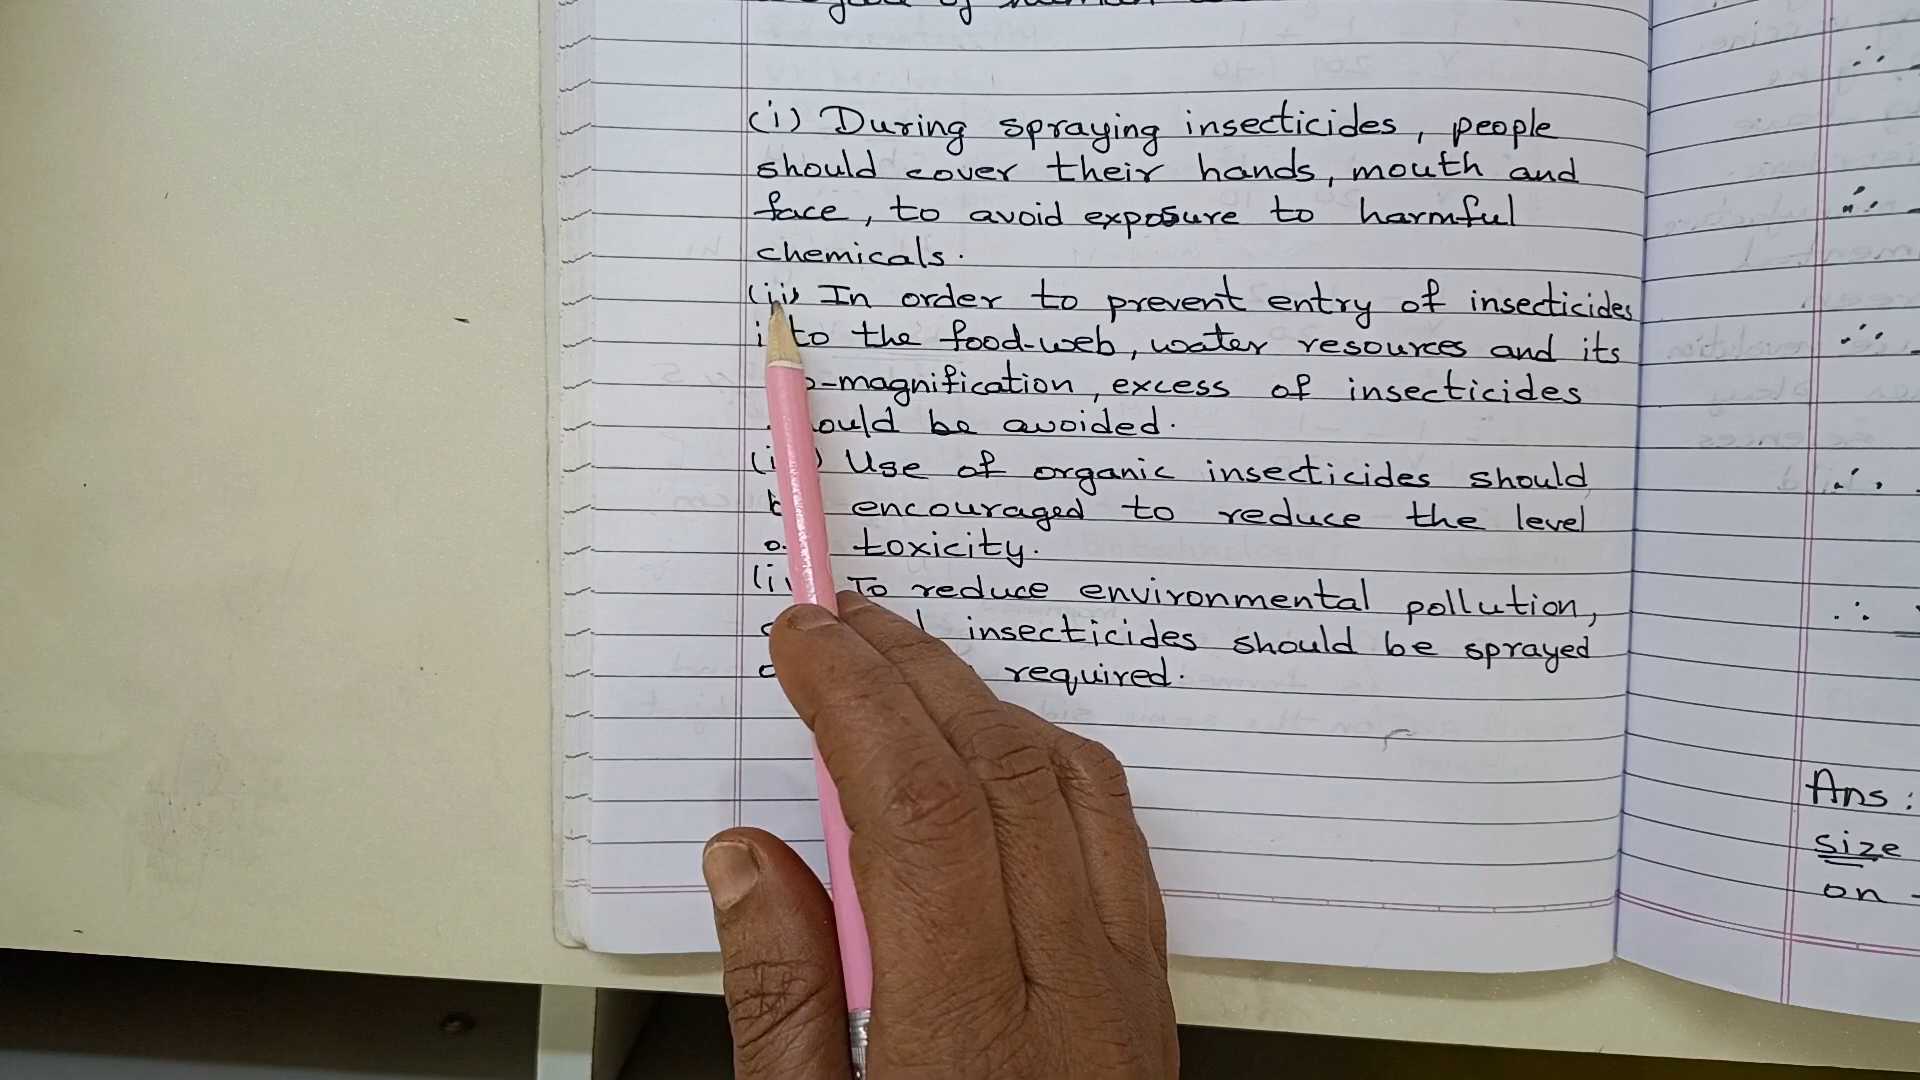 (i) During spraying insecticides, people
should cover their hands, mouth and
face, to avoid exposure to harmful
chemicals.
(ii) In order to prevent entry of insecticides
into the food-web, water resources and its
-magnification, excess of insecticides
should be avoided.
Use of organic insecticides should
encouraged to reduce the level
toxicity.
To reduce environmental pollution,
insecticides should be sprayed
required.
Ans:
size
on